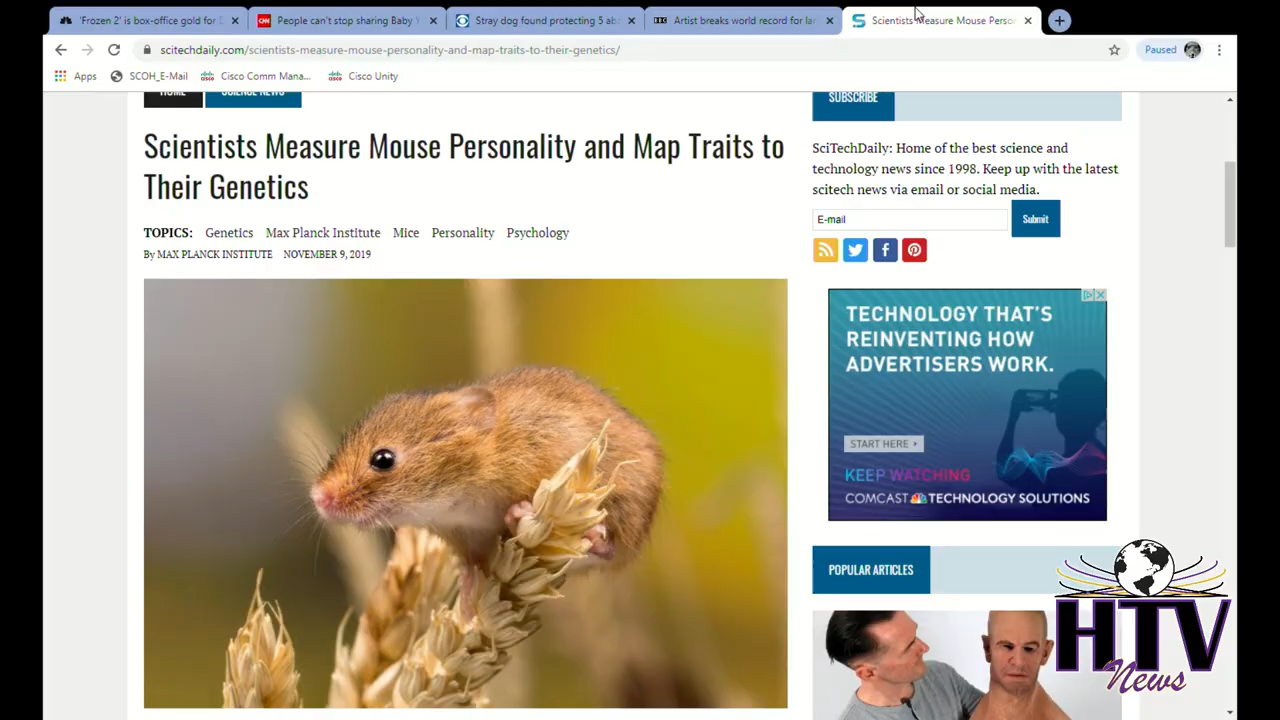 'Frozen 2' is box-office gold for D
CNN
People can't stop sharing Baby Y
Stray dog found protecting 5 ab
BBC
Artist breaks world record for lar
Scientists Measure Mouse Person
scitechdaily.com/scientists-measure-mouse-personality-and-map-traits-to-their-genetics/
Paused
Apps
SCOH_E-Mail
Cisco Comm Mana...
Cisco Unity
HOME
SCIENCE NEWS
Scientists Measure Mouse Personality and Map Traits to
Their Genetics
TOPICS: Genetics Max Planck Institute Mice Personality Psychology
By MAX PLANCK INSTITUTE NOVEMBER 9, 2019
SUBSCRIBE
SciTechDaily: Home of the best science and
technology news since 1998. Keep up with the latest
scitech news via email or social media.
E-mail
Submit
TECHNOLOGY THAT'S
REINVENTING HOW
ADVERTISERS WORK.
START HERE
KEEP WATCHING
COMCAST TECHNOLOGY SOLUTIONS
POPULAR ARTICLES
HTV
News